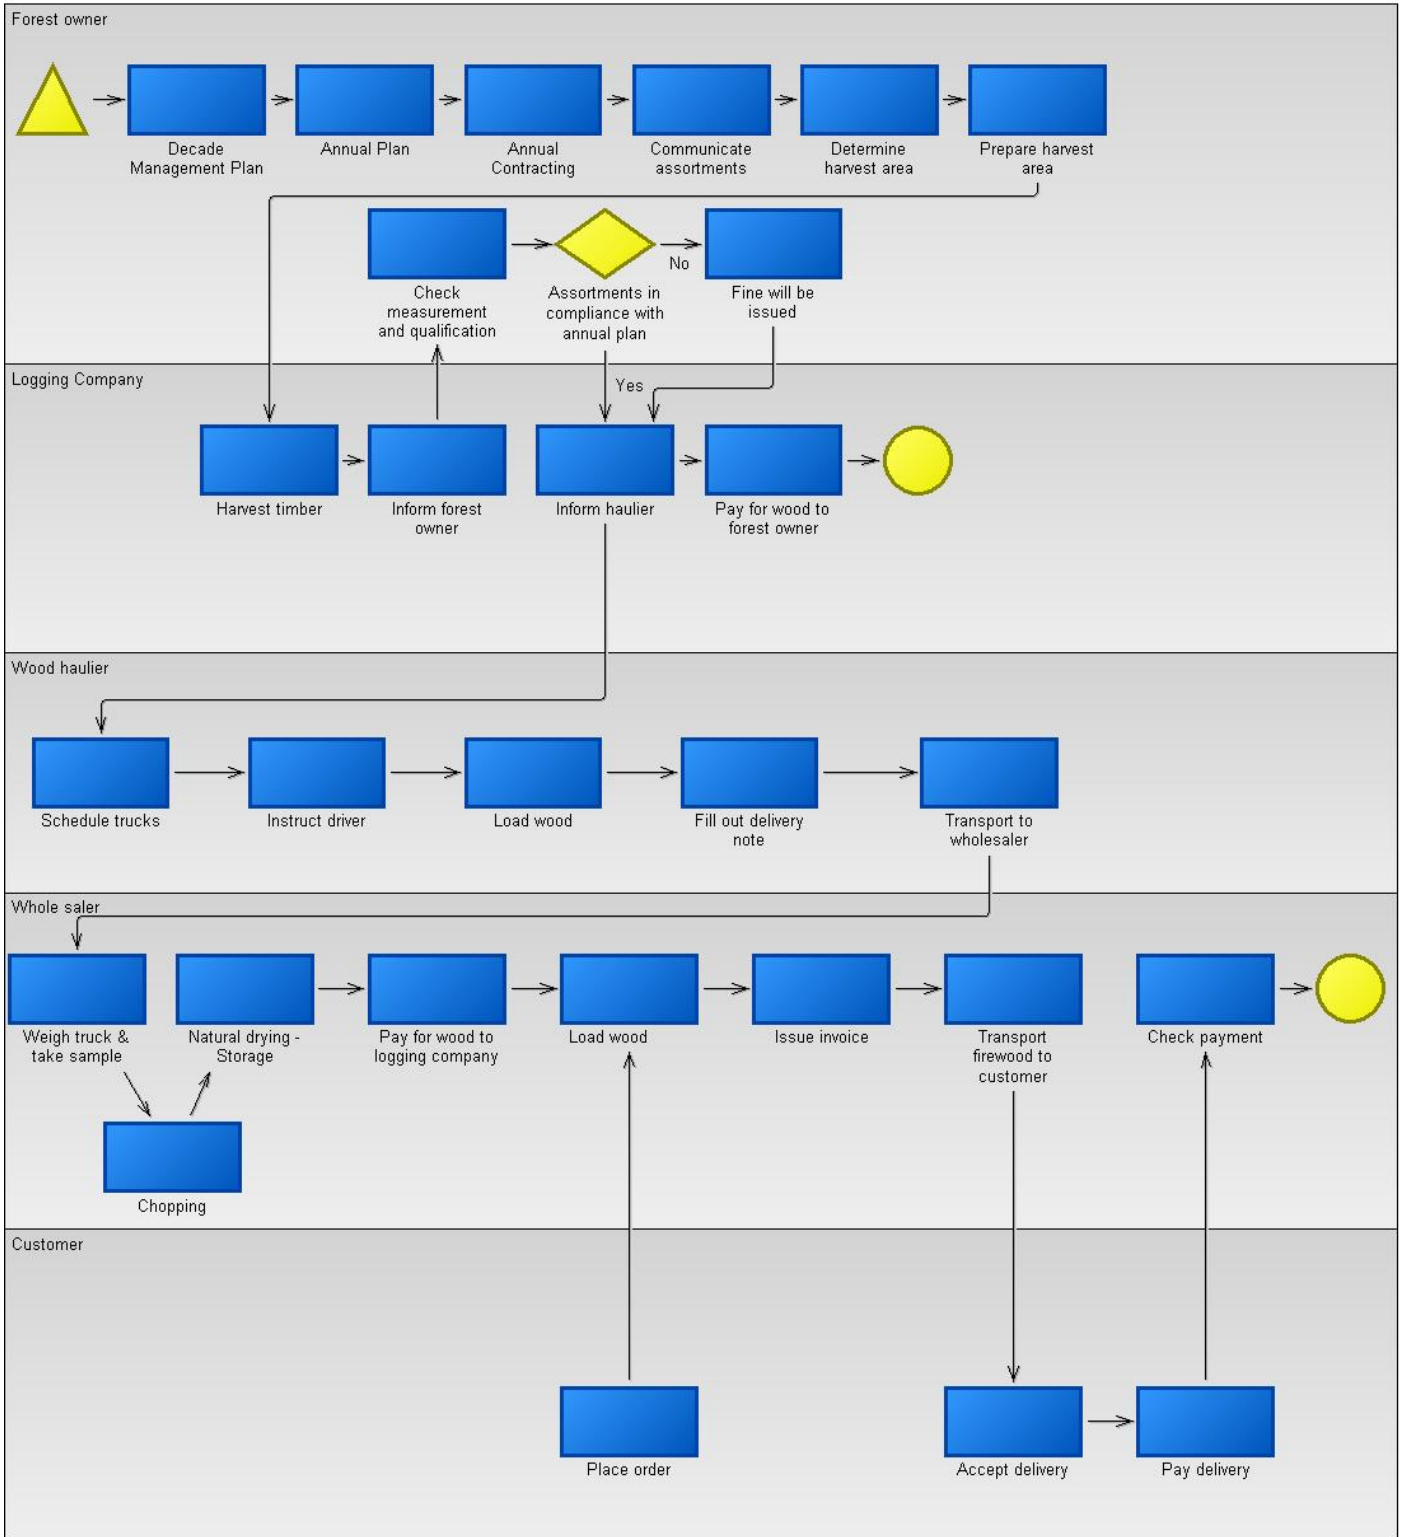 Forest owner
Decade
Management Plan
Annual Plan
Annual
Contracting
Communicate
assortments
Determine
harvest area
Prepare harvest
area
Check
measurement
and qualification
Assortments in
compliance with
annual plan
No
Fine will be
issued
Logging Company
Yes
Harvest timber
Inform forest
owner
Inform haulier
Pay for wood to
forest owner
Wood haulier
Schedule trucks
Instruct driver
Load wood
Fill out delivery
note
Transport to
wholesaler
Whole saler
Weigh truck &
take sample
Natural drying -
Storage
Pay for wood to
logging company
Load wood
Issue invoice
Transport
firewood to
customer
Check payment
Chopping
Customer
Place order
Accept delivery
Pay delivery